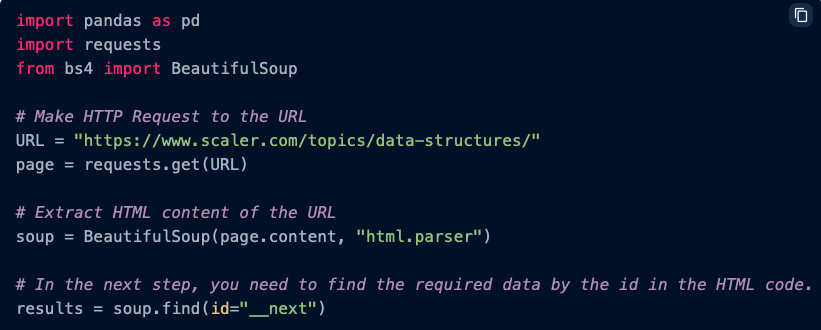 import pandas as pd
import requests
from bs4 import BeautifulSoup
# Make HTTP Request to the URL
URL = "https://www.scaler.com/topics/data-structures/"
page = requests.get(URL)
# Extract HTML content of the URL
soup = BeautifulSoup(page.content, "html.parser")
# In the next step, you need to find the required data by the id in the HTML code.
results = soup.find(id="__next")